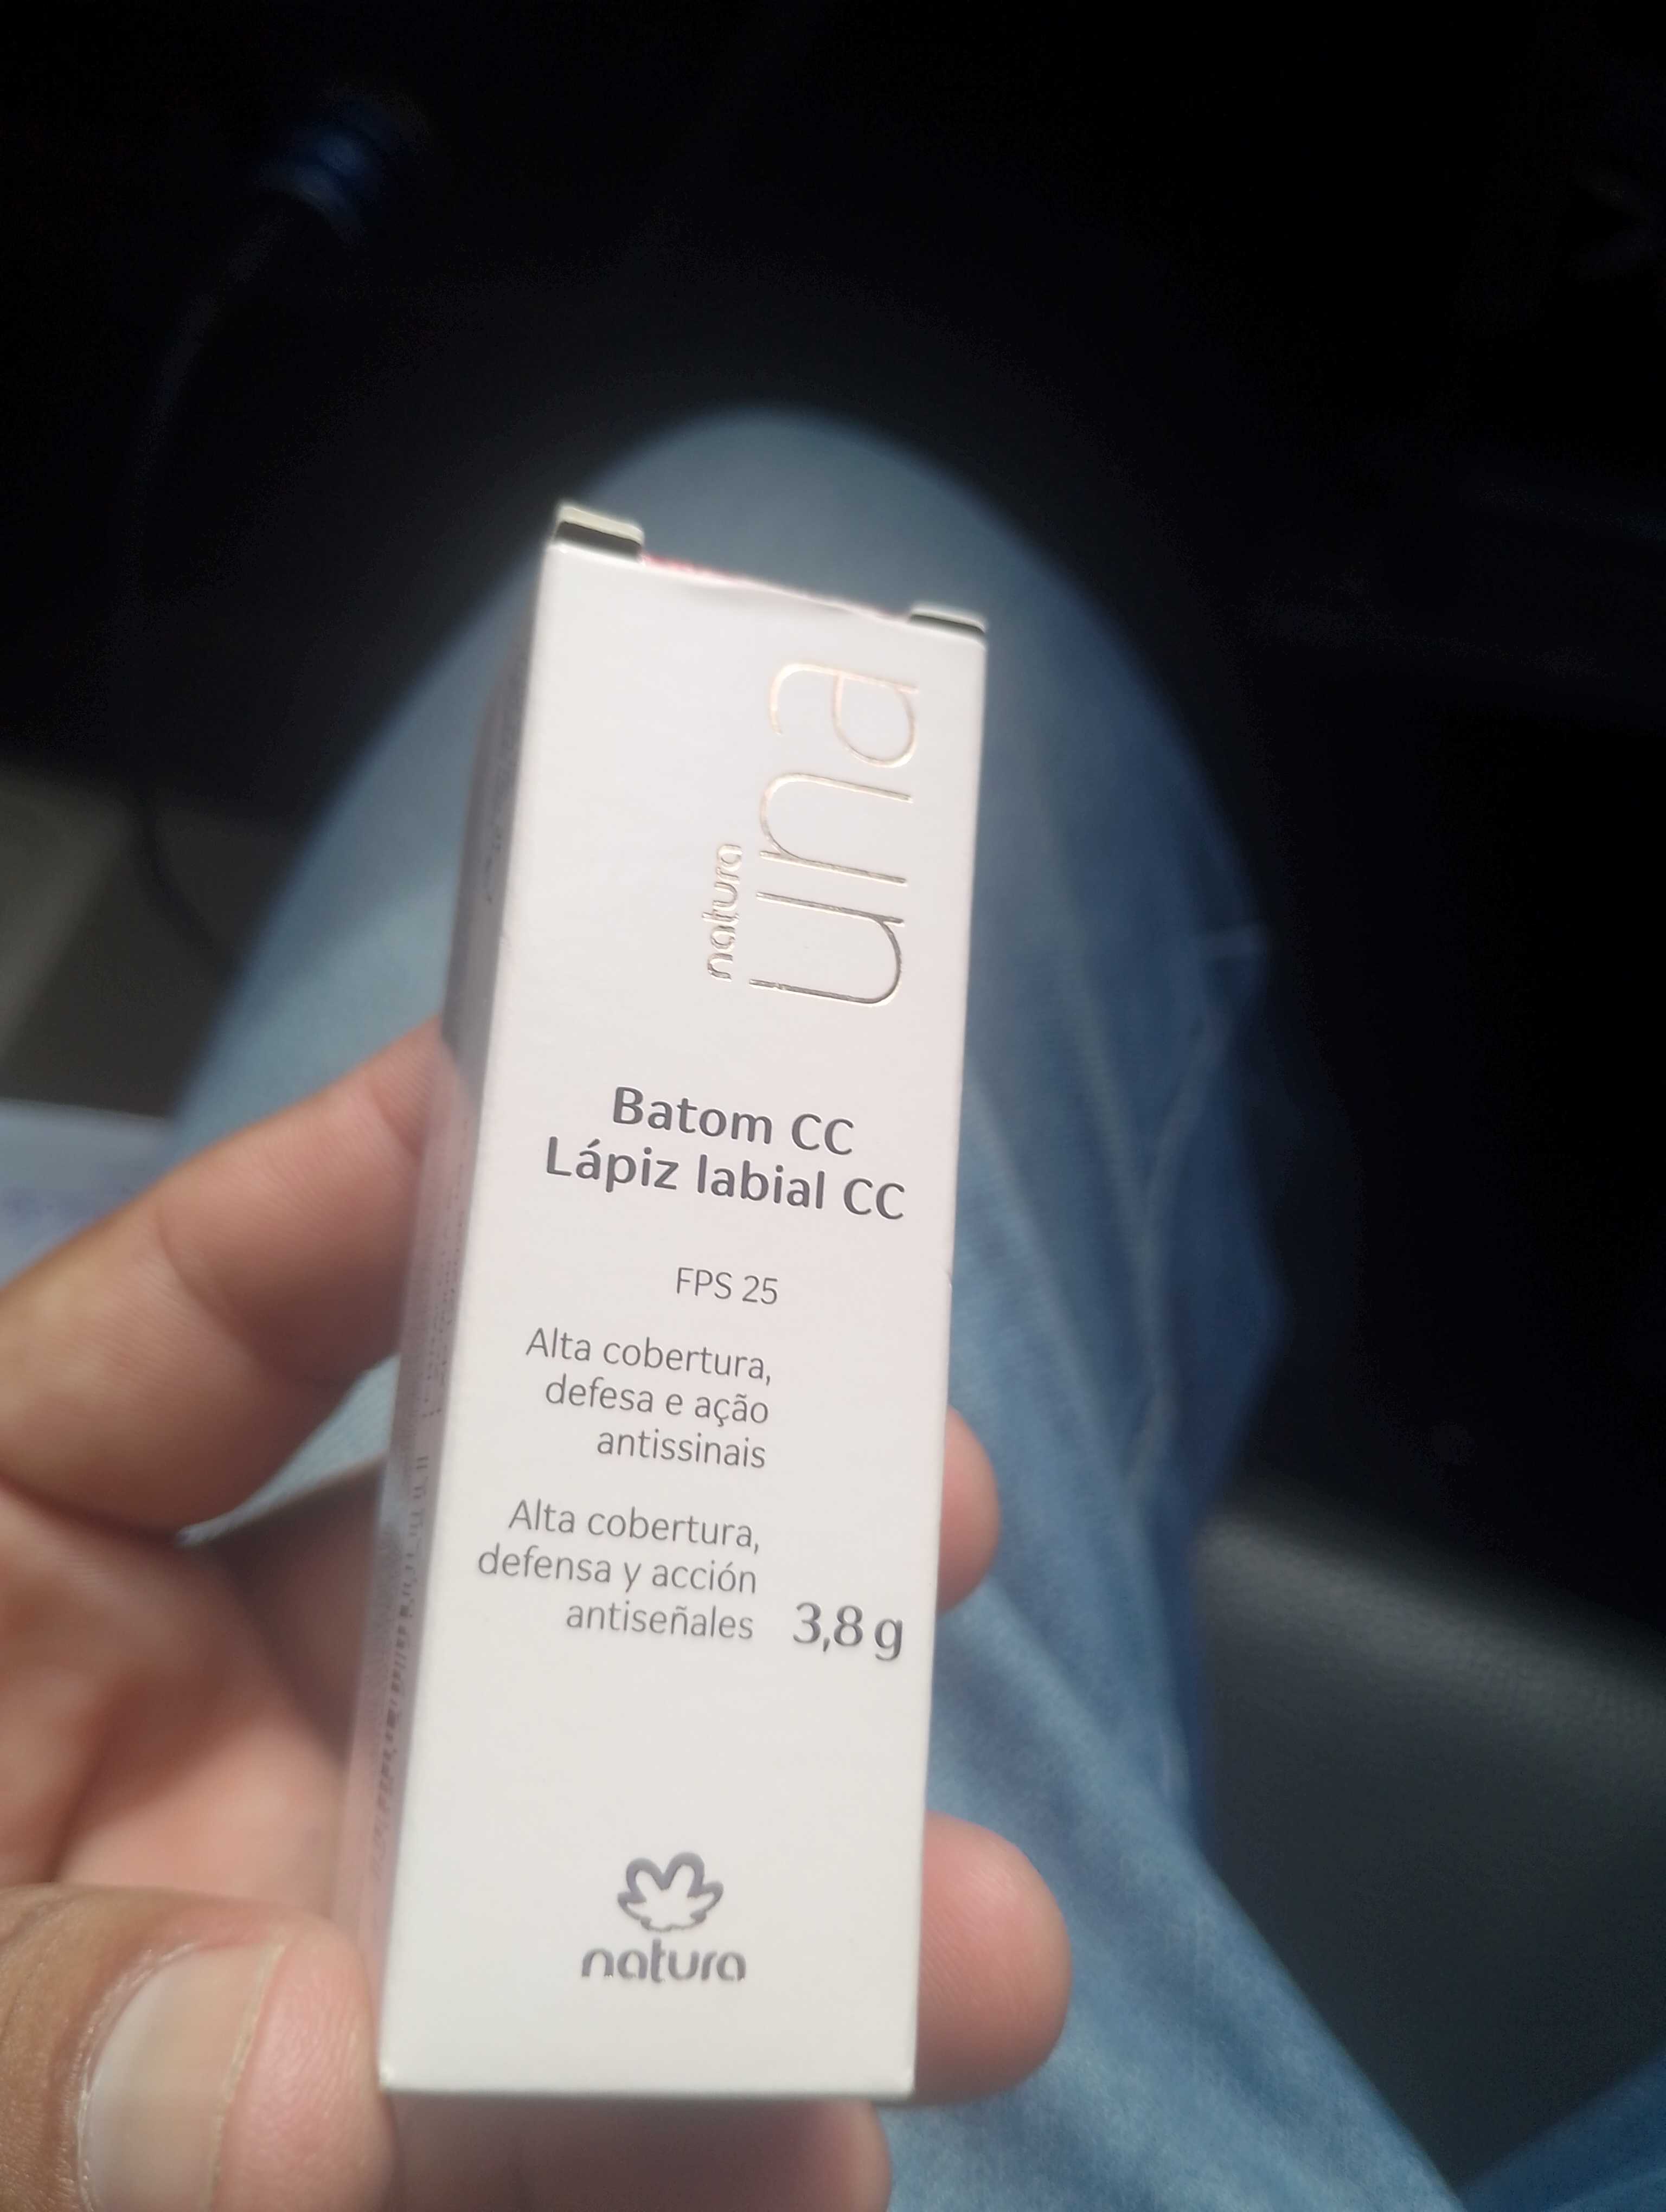 natura
una
Batom CC
Lápiz labial CC
FPS 25
Alta cobertura,
defesa e ação
antissinais
Alta cobertura,
defensa y acción
antiseñales
3,8 g
natura